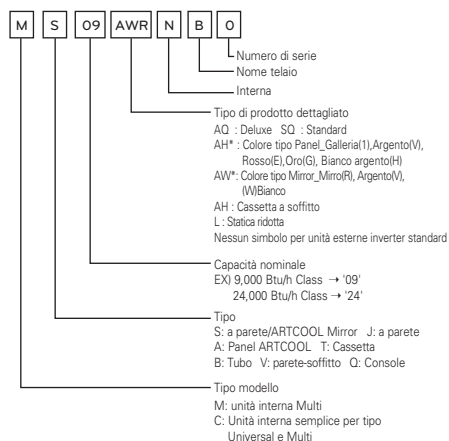 M S 09 AWR N B 0
Numero di serie
Nome telaio
Interna
Tipo di prodotto dettagliato
AQ : Deluxe SQ : Standard
AH* : Colore tipo Panel_Galleria(1),Argento(V),
Rosso(E),Oro(G), Bianco argento(H)
AW*: Colore tipo Mirror_Mirro(R), Argento(V),
(W)Bianco
AH : Cassetta a soffitto
L : Statica ridotta
Nessun simbolo per unità esterne inverter standard
Capacità nominale
EX) 9,000 Btu/h Class ➝ '09'
24,000 Btu/h Class ➝ '24'
Tipo
S: a parete/ARTCOOL Mirror J: a parete
A: Panel ARTCOOL T: Cassetta
B: Tubo V: parete-soffitto Q: Console
Tipo modello
M: unità interna Multi
C: Unità interna semplice per tipo
Universal e Multi